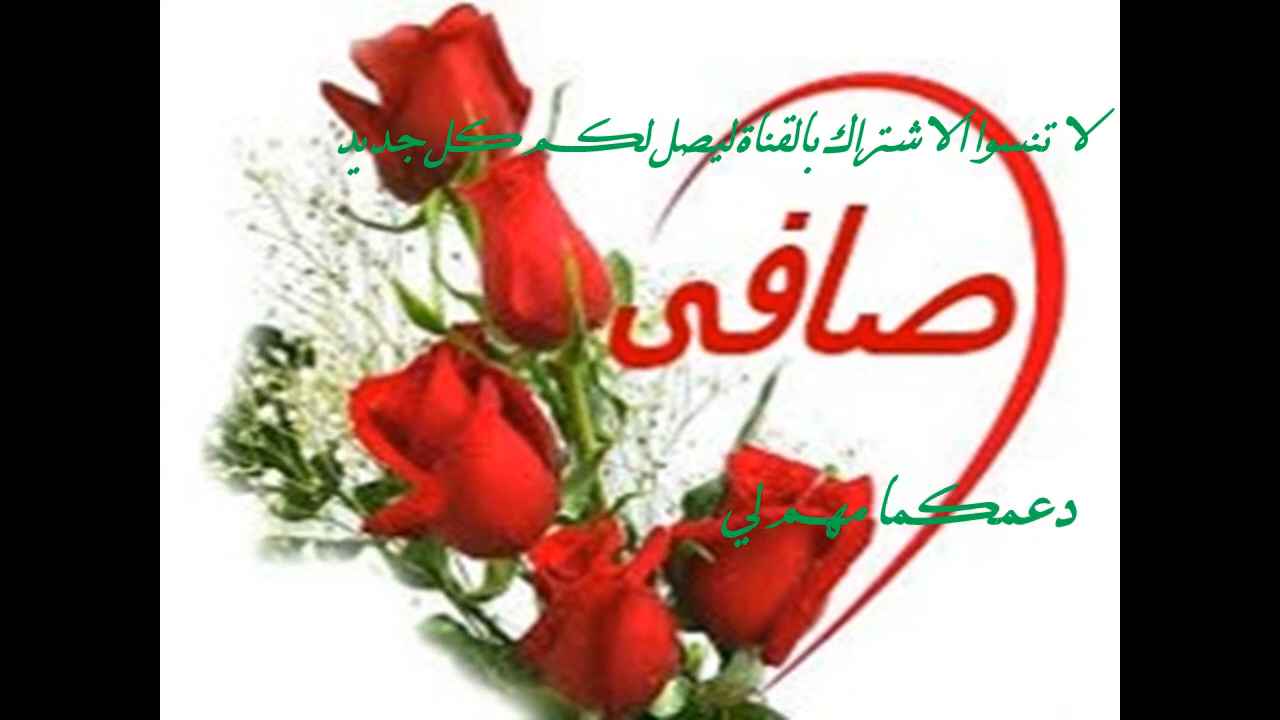 لا تنسوا الاشتراك بالقناة ليصل لكم كل جديد
صافى
دعمكما مهم لي